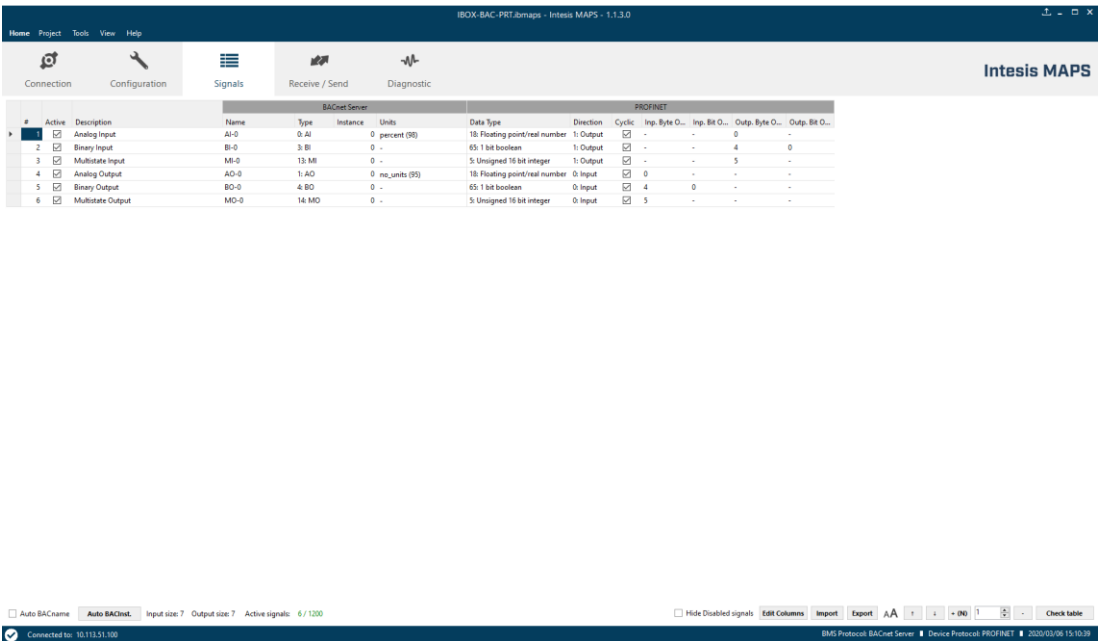 IBOX-BAC-PRT.ibmaps - Intesis MAPS - 1.1.3.0
Home Project Tools View Help
Connection Configuration Signals Receive / Send Diagnostic
Intesis MAPS
BACnet Server PROFINET
# Active Description Name Type Instance Units Data Type Direction Cyclic Inp. Byte O... Inp. Bit O... Outp. Byte O... Outp. Bit O...
1 Analog Input AI-0 0: AI 0 percent (98) 18: Floating point/real number 1: Output - - 0 -
2 Binary Input BI-0 3: BI 0 - 65: 1 bit boolean 1: Output - - 4 0
3 Multistate Input MI-0 13: MI 0 - 5: Unsigned 16 bit integer 1: Output - - 5 -
4 Analog Output AO-0 1: AO 0 no_units (95) 18: Floating point/real number 0: Input 0 - - -
5 Binary Output BO-0 4: BO 0 - 65: 1 bit boolean 0: Input 4 0 - -
6 Multistate Output MO-0 14: MO 0 - 5: Unsigned 16 bit integer 0: Input 5 - - -
Auto BACname Auto BACInst. Input size: 7 Output size: 7 Active signals: 6 / 1200 Hide Disabled signals Edit Columns Import Export AA ↑ ↓ + (N) 1 - Check table
Connected to: 10.113.51.100 BMS Protocol: BACnet Server Device Protocol: PROFINET 2020/03/06 15:10:39